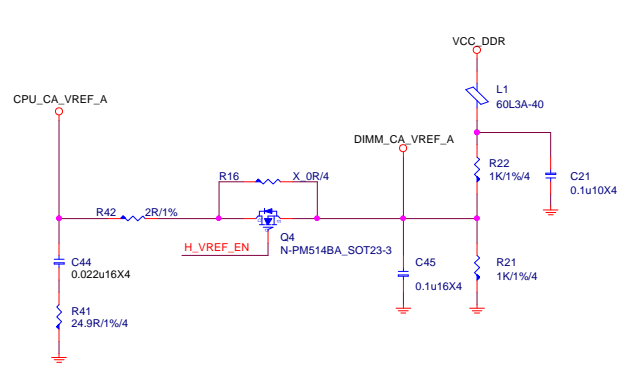 VCC_DDR
L1
60L3A-40
CPU_CA_VREF_A
DIMM_CA_VREF_A
R22
1K/1%/4
C21
0.1u10X4
R16
X_0R/4
R42
2R/1%
Q4
N-PM514BA_SOT23-3
H_VREF_EN
C44
0.022u16X4
C45
0.1u16X4
R21
1K/1%/4
R41
24.9R/1%/4